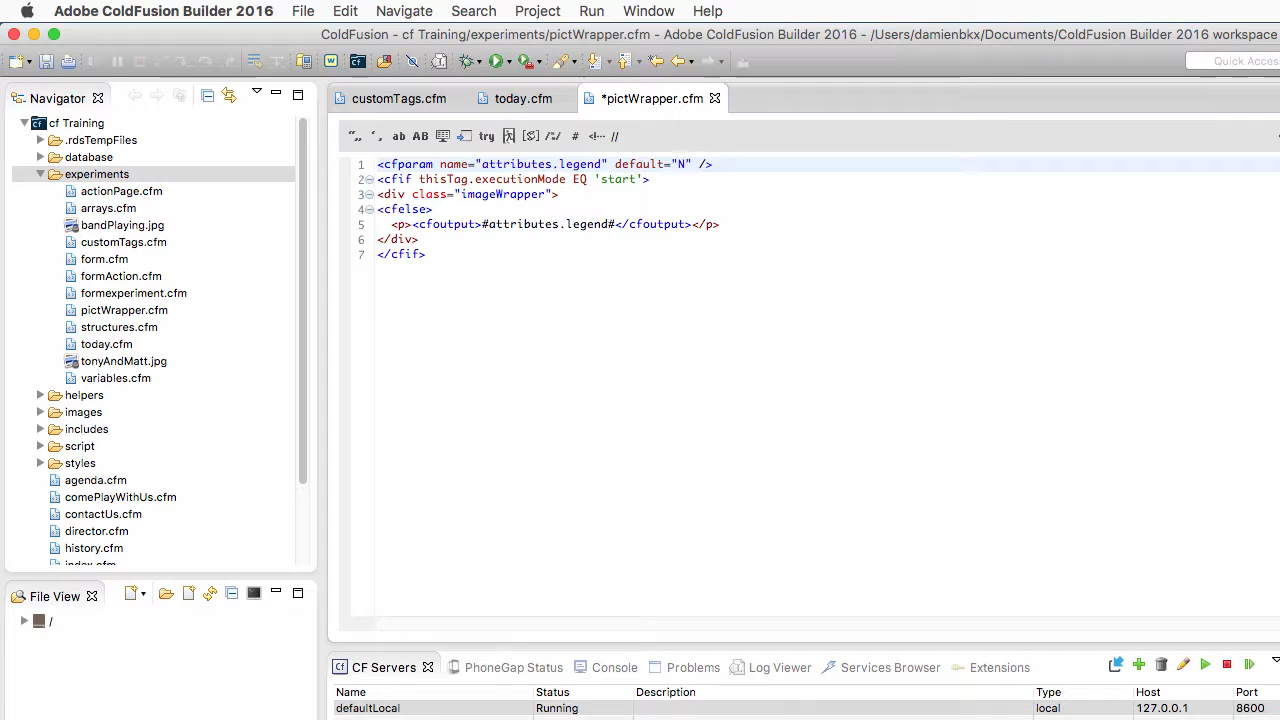 Adobe ColdFusion Builder 2016 File Edit Navigate Search Project Run Window Help
ColdFusion - cf Training/experiments/pictWrapper.cfm - Adobe ColdFusion Builder 2016 - /Users/damienbkx/Documents/ColdFusion Builder 2016 workspace
Quick Acces
Navigator
customTags.cfm today.cfm *pictWrapper.cfm
ab AB try /*/ # <!-- //
cf Training
.rdsTempFiles
database
experiments
actionPage.cfm
arrays.cfm
bandPlaying.jpg
customTags.cfm
form.cfm
formAction.cfm
formexperiment.cfm
pictWrapper.cfm
structures.cfm
today.cfm
tonyAndMatt.jpg
variables.cfm
helpers
images
includes
script
styles
agenda.cfm
comePlayWithUs.cfm
contactUs.cfm
director.cfm
history.cfm
index.cfm
1 <cfparam name="attributes.legend" default="N" />
2 <cfif thisTag.executionMode EQ 'start'>
3 <div class="imageWrapper">
4 <cfelse>
5 <p><cfoutput>#attributes.legend#</cfoutput></p>
6 </div>
7 </cfif>
File View
/
CF Servers PhoneGap Status Console Problems Log Viewer Services Browser Extensions
Name Status Description Type Host Port
defaultLocal Running local 127.0.0.1 8600